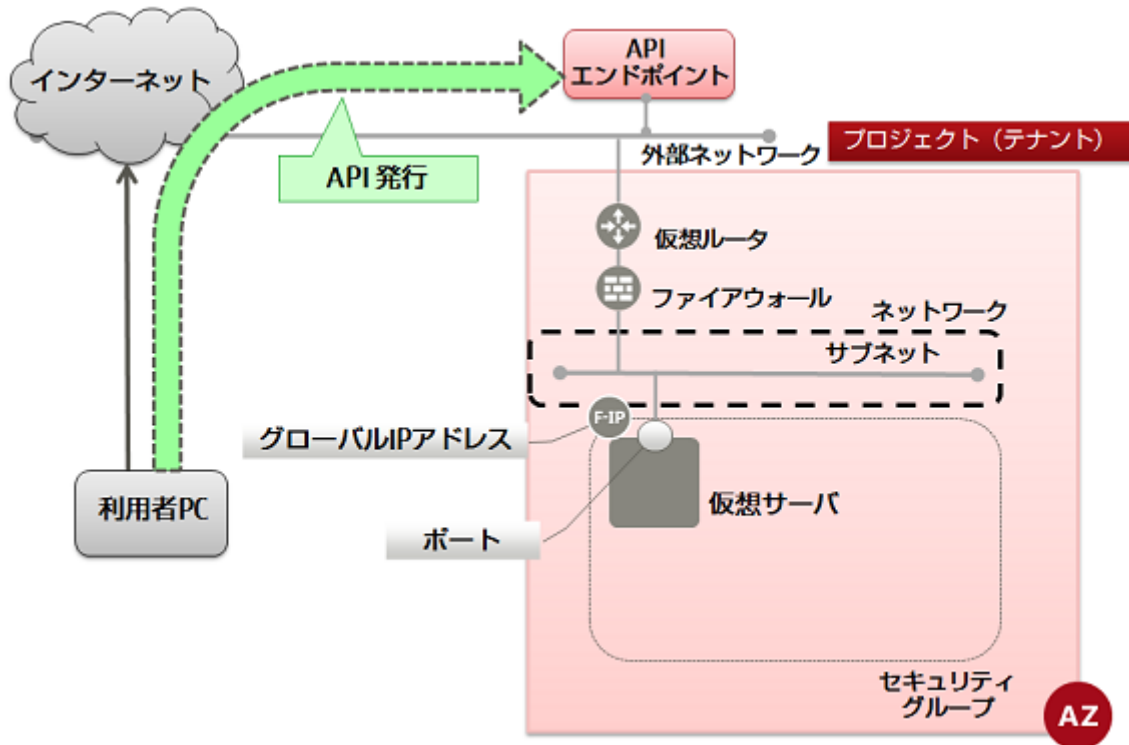 インターネット
API
エンドポイント
外部ネットワーク
プロジェクト（テナント）
API 発行
仮想ルータ
ファイアウォール
ネットワーク
サブネット
F-IP
グローバルIPアドレス
利用者PC
仮想サーバ
ポート
セキュリティ
グループ
AZ